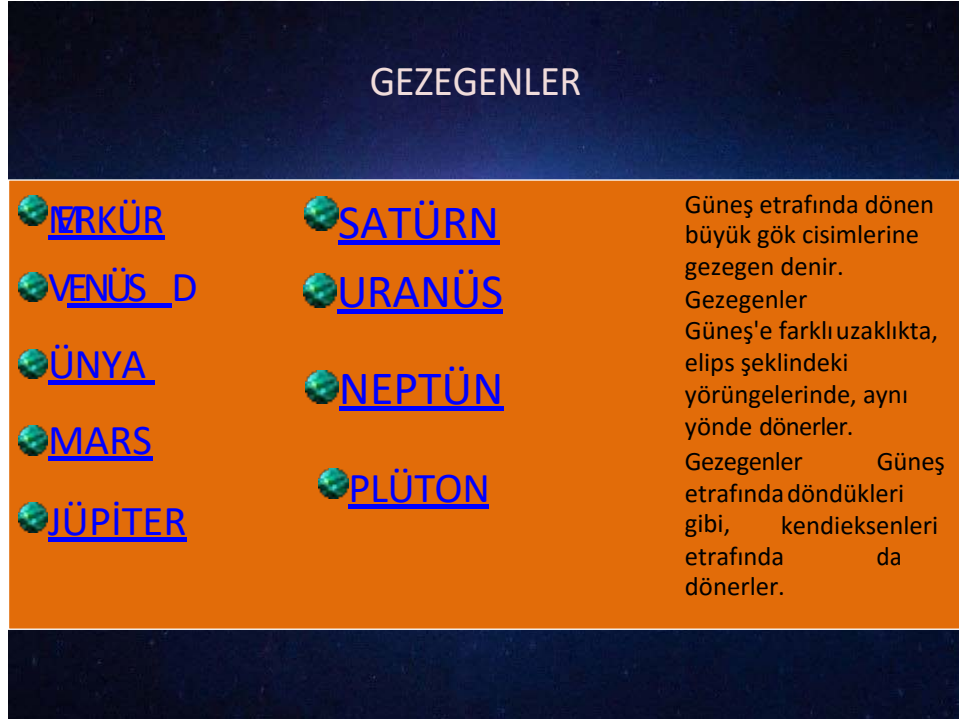 GEZEGENLER
MERKÜR
VENÜS D
ÜNYA
MARS
JÜPİTER
SATÜRN
URANÜS
NEPTÜN
PLÜTON
Güneş etrafında dönen
büyük gök cisimlerine
gezegen denir.
Gezegenler
Güneş'e farklı uzaklıkta,
elips şeklindeki
yörüngelerinde, aynı
yönde dönerler.
Gezegenler Güneş
etrafında döndükleri
gibi, kendieksenleri
etrafında da
dönerler.